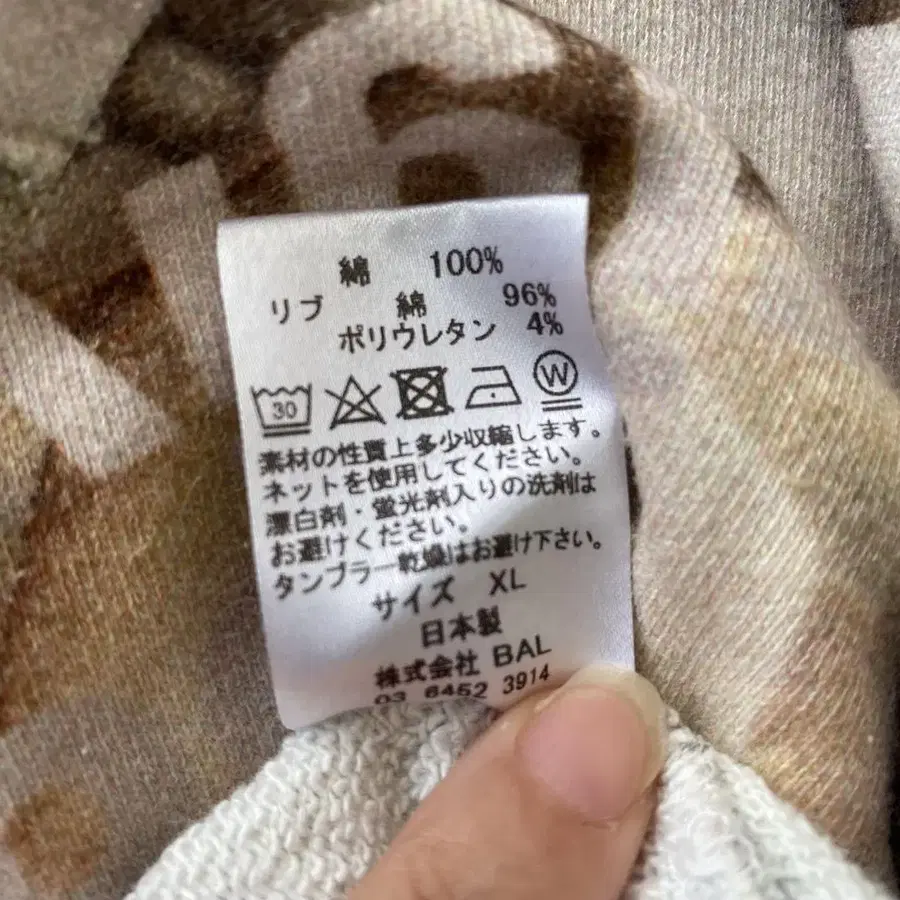 綿 100%
リブ 綿 96%
ポリウレタン 4%
30 W
素材の性質上多少収縮します。
ネットを使用してください。
漂白剤・蛍光剤入りの洗剤は
お避けください。
タンブラー乾燥はお避け下さい。
サイズ XL
日本製
株式会社 BAL
03 6452 3914